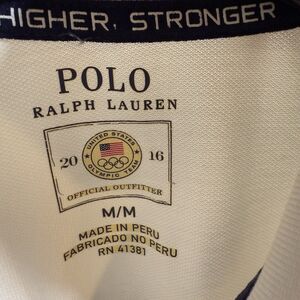 HIGHER, STRONGER
POLO
RALPH LAUREN
UNITED STATES
20 16
OLYMPIC TEAM
OFFICIAL OUTFITTER
M/M
MADE IN PERU
FABRICADO NO PERU
RN 41381